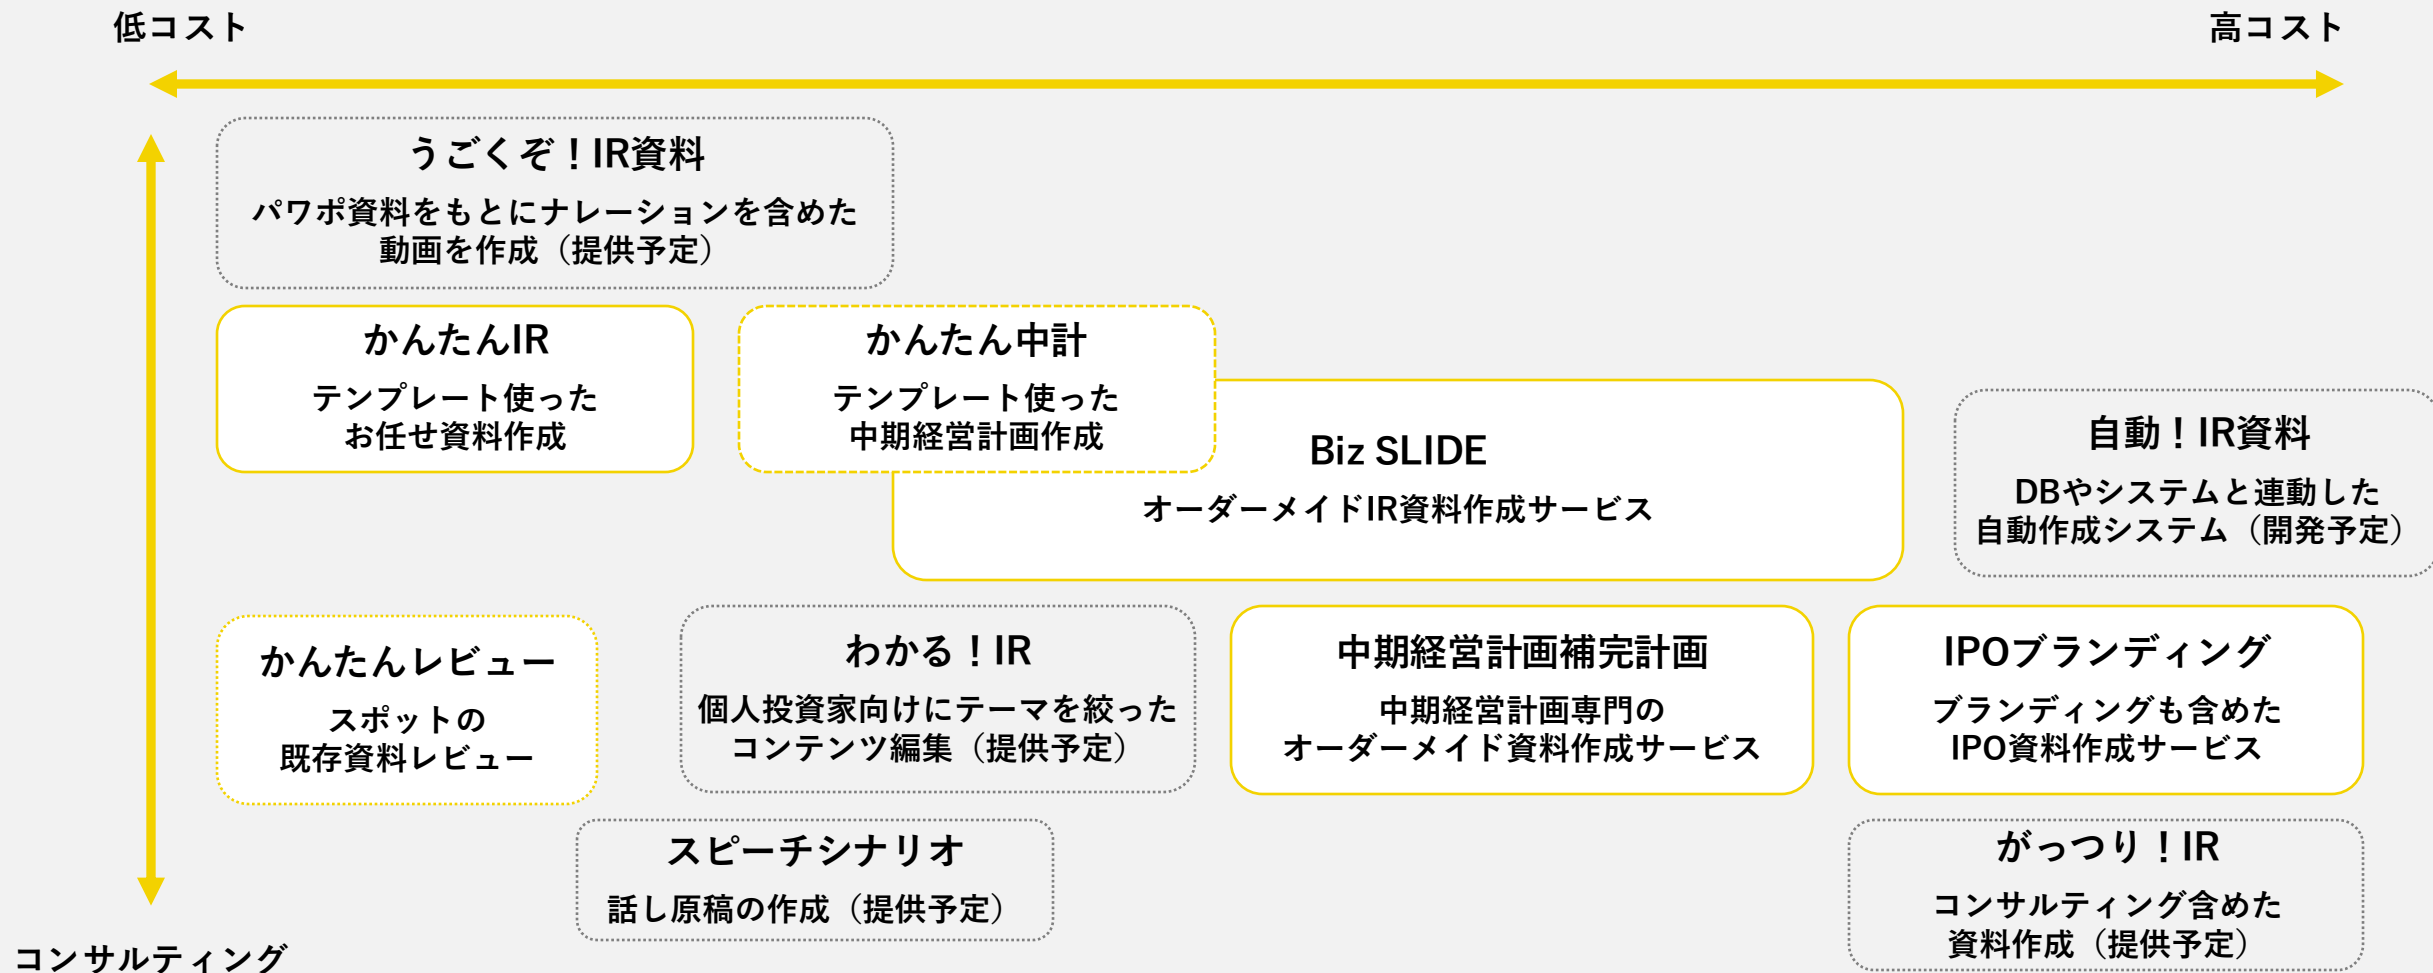 低コスト
高コスト
うごくぞ！IR資料
パワポ資料をもとにナレーションを含めた
動画を作成（提供予定）
かんたんIR
テンプレート使った
お任せ資料作成
かんたん中計
テンプレート使った
中期経営計画作成
Biz SLIDE
オーダーメイドIR資料作成サービス
自動！IR資料
DBやシステムと連動した
自動作成システム（開発予定）
かんたんレビュー
スポットの
既存資料レビュー
わかる！IR
個人投資家向けにテーマを絞った
コンテンツ編集（提供予定）
中期経営計画補完計画
中期経営計画専門の
オーダーメイド資料作成サービス
IPOブランディング
ブランディングも含めた
IPO資料作成サービス
スピーチシナリオ
話し原稿の作成（提供予定）
がっつり！IR
コンサルティング含めた
資料作成（提供予定）
コンサルティング